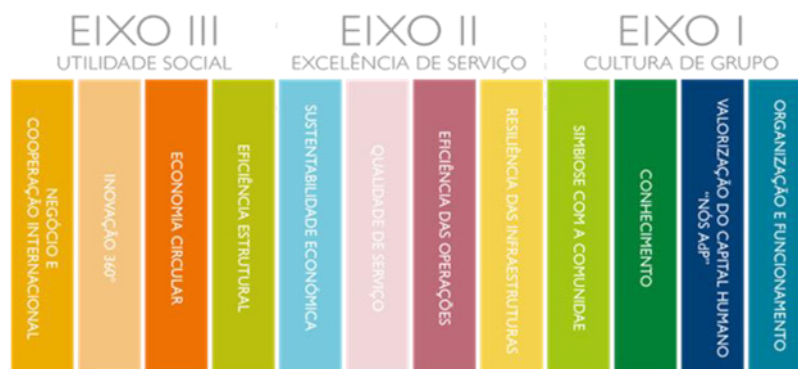 EIXO III
UTILIDADE SOCIAL
EIXO II
EXCELÊNCIA DE SERVIÇO
EIXO I
CULTURA DE GRUPO
NEGÓCIO E
COOPERAÇÃO INTERNACIONAL
INOVAÇÃO 360º
ECONOMIA CIRCULAR
EFICIÊNCIA ESTRUTURAL
SUSTENTABILIDADE ECONÓMICA
QUALIDADE DE SERVIÇO
EFICIÊNCIA DAS OPERAÇÕES
RESILIÊNCIA DAS INFRAESTRUTURAS
SIMBIOSE COM A COMUNIDAE
CONHECIMENTO
VALORIZAÇÃO DO CAPITAL HUMANO
"NÓS AdP"
ORGANIZAÇÃO E FUNCIONAMENTO